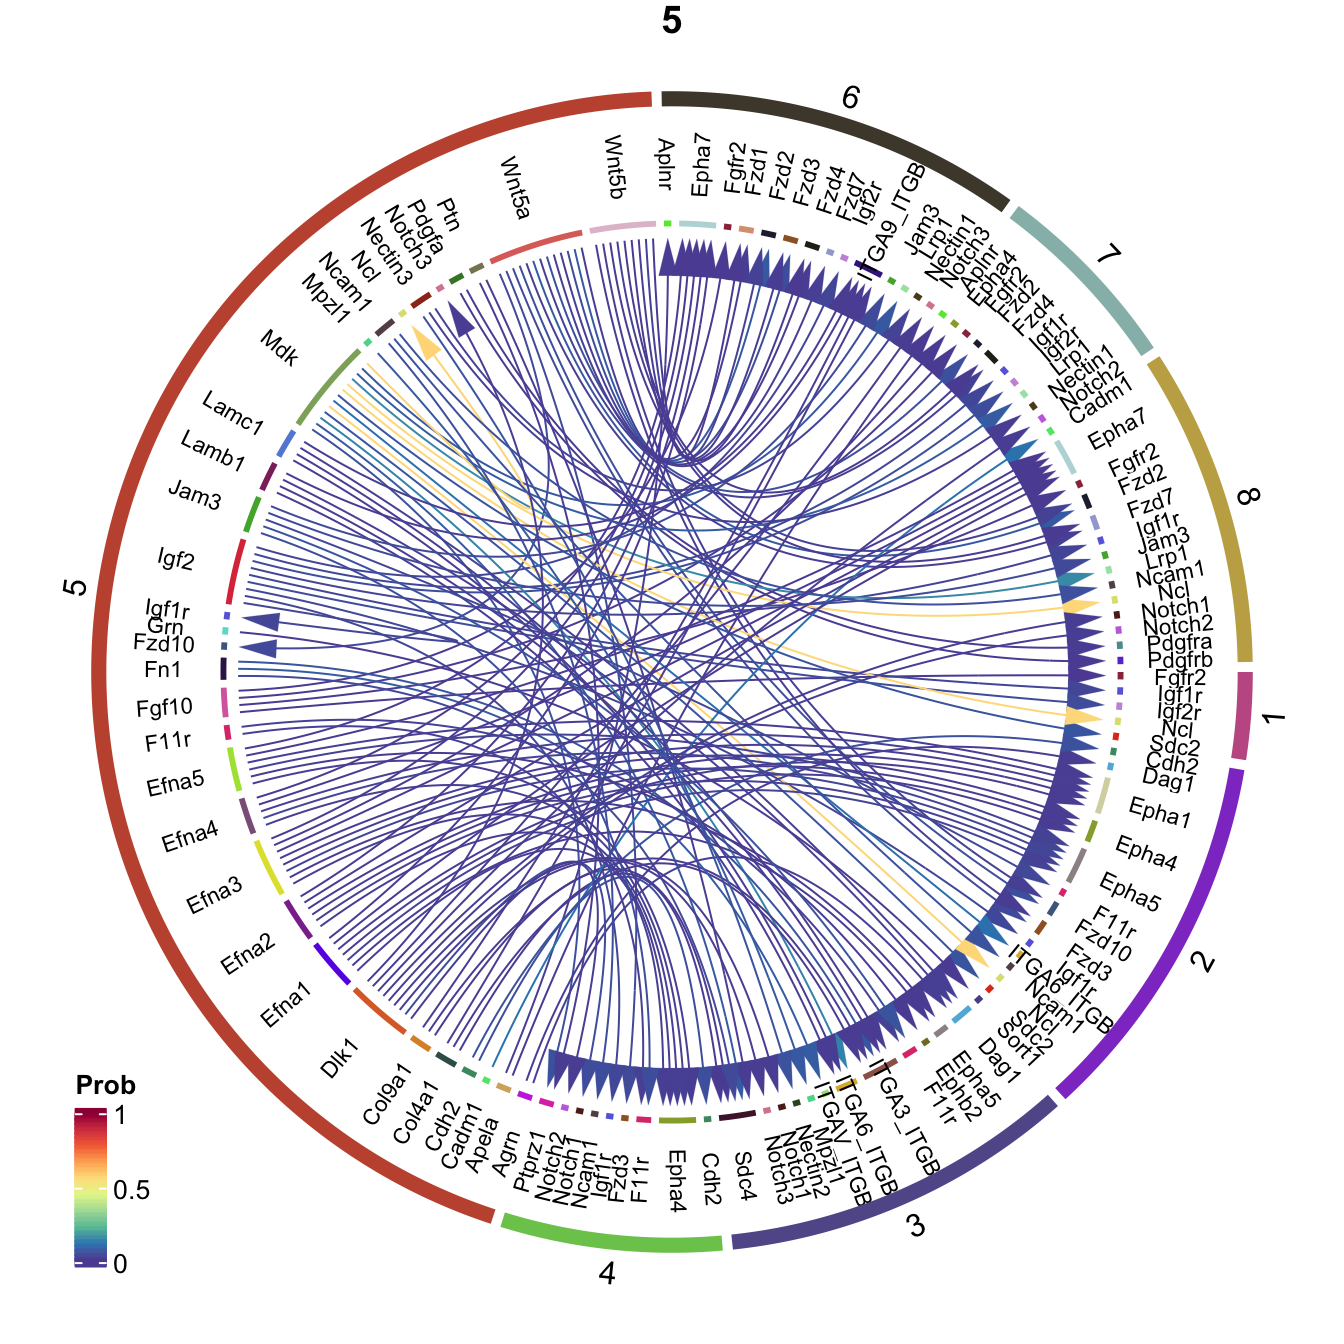 5
6
Aplnr
Epha7
Fgfr2
Fzd1
Fzd2
Fzd3
Fzd4
Fzd7
Igf2r
ITGA9_ITGB
Jam3
Lrp1
Nectin1
Notch3
7
Aplnr
Epha4
Fgfr2
Fzd2
Fzd4
Igf1r
Igf2r
Lrp1
Nectin1
Notch2
8
Cadm1
Epha7
Fgfr2
Fzd2
Fzd7
Igf1r
Jam3
Lrp1
Ncam1
Ncl
Notch1
Notch2
Pdgfra
Pdgfrb
1
Fgfr2
Igf1r
Igf2r
Ncl
Sdc2
2
Cdh2
Dag1
Epha1
Epha4
Epha5
F11r
Fzd10
Fzd3
Igf1r
ITGA6_ITGB
Ncam1
Ncl
Sdc2
Sort1
3
Dag1
Epha5
Ephb2
F11r
ITGA3_ITGB
ITGA6_ITGB
ITGAV_ITGB
Mpzl1
Nectin2
Notch1
Notch3
Sdc4
4
Cdh2
Epha4
F11r
Fzd3
Igf1r
Ncam1
Notch1
Notch2
Ptprz1
5
Agrn
Apela
Cadm1
Cdh2
Col4a1
Col9a1
Dlk1
Efna1
Efna2
Efna3
Efna4
Efna5
F11r
Fgf10
Fn1
Fzd10
Grn
Igf1r
Igf2
Jam3
Lamb1
Lamc1
Mdk
Mpzl1
Ncam1
Ncl
Nectin3
Notch3
Pdgfa
Ptn
Wnt5a
Wnt5b
Prob
1
0.5
0